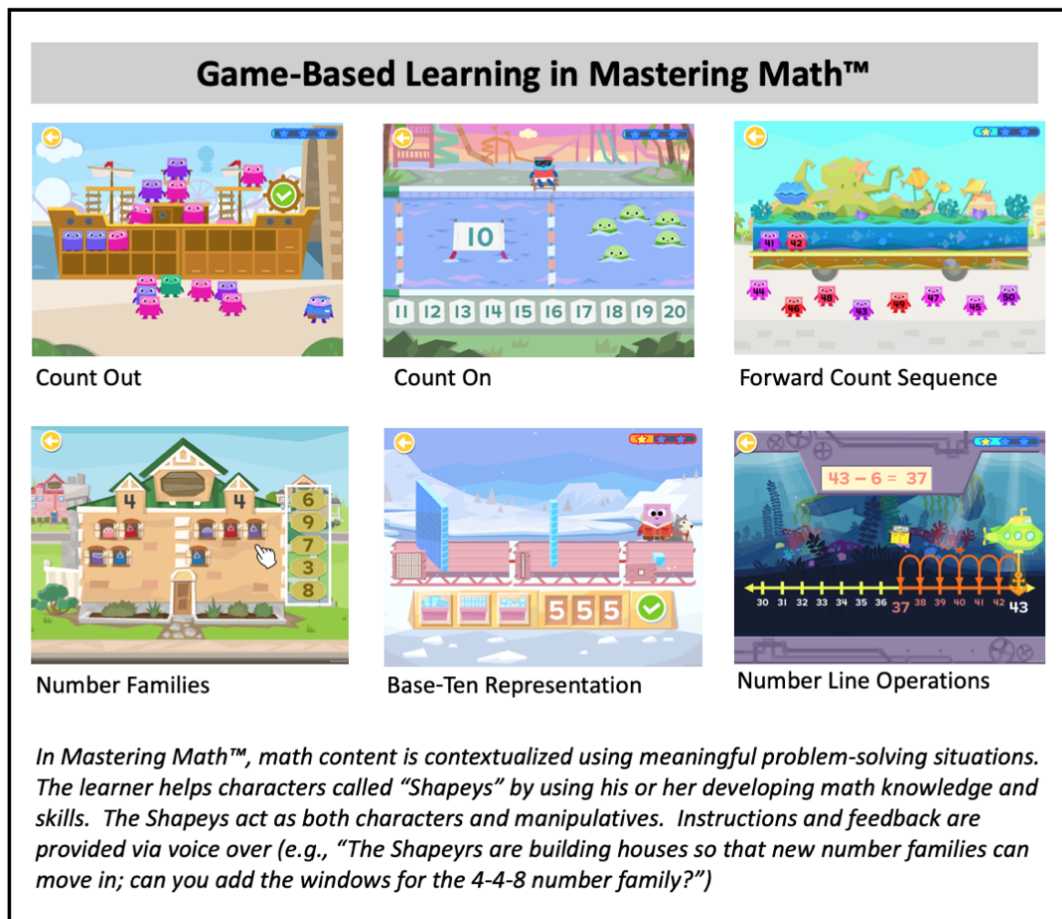 Game-Based Learning in Mastering Math™
Count Out
10
11 12 13 14 15 16 17 18 19 20
Count On
41 42
44 46 48 43 49 47 45 50
Forward Count Sequence
4 4
6
9
7
3
8
Number Families
5 5 5
Base-Ten Representation
43 – 6 = 37
30 31 32 33 34 35 36 37 38 39 40 41 42 43
Number Line Operations
In Mastering Math™, math content is contextualized using meaningful problem-solving situations.
The learner helps characters called “Shapeys” by using his or her developing math knowledge and
skills.  The Shapeys act as both characters and manipulatives.  Instructions and feedback are
provided via voice over (e.g., “The Shapeyrs are building houses so that new number families can
move in; can you add the windows for the 4-4-8 number family?”)